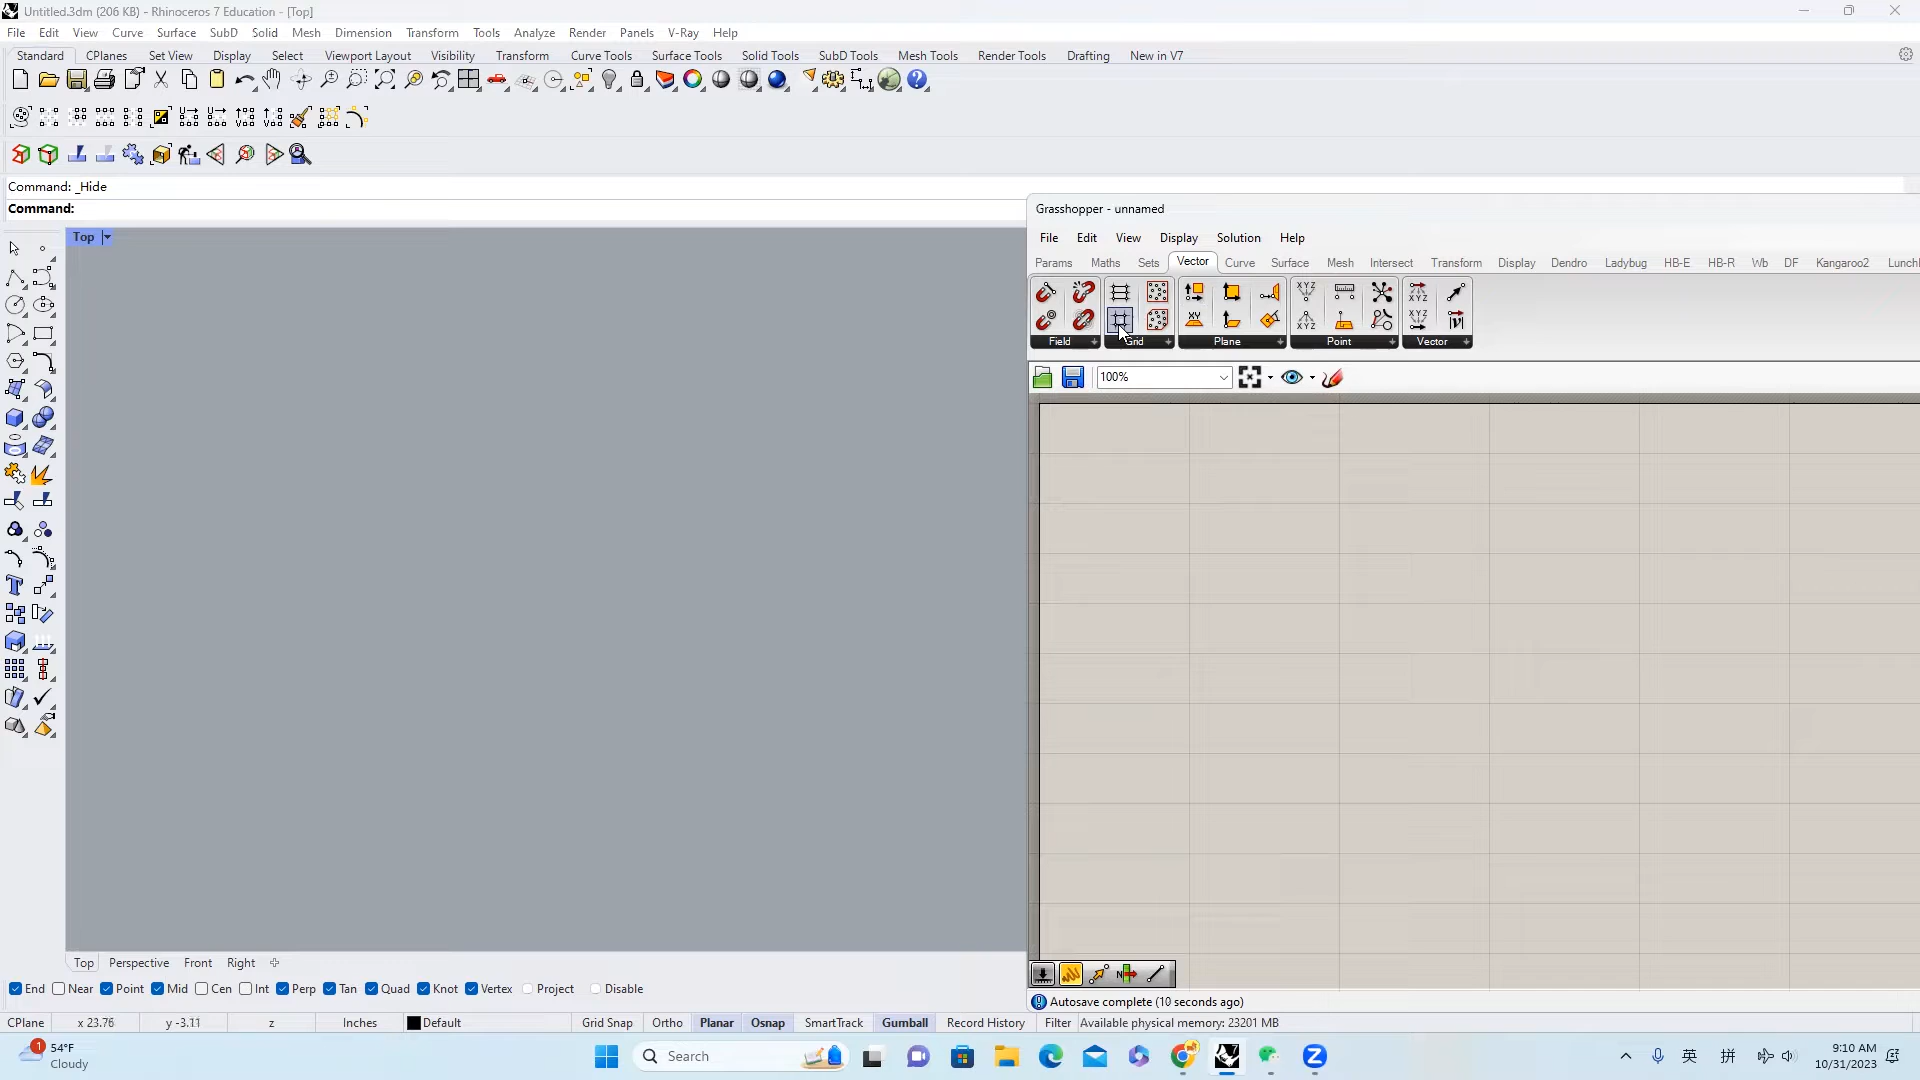 Untitled.3dm (206 KB) - Rhinoceros 7 Education - [Top]
File Edit View Curve Surface SubD Solid Mesh Dimension Transform Tools Analyze Render Panels V-Ray Help
Standard CPlanes Set View Display Select Viewport Layout Visibility Transform Curve Tools Surface Tools Solid Tools SubD Tools Mesh Tools Render Tools Drafting New in V7
Command: _Hide
Command:
Top
Grasshopper - unnamed
File Edit View Display Solution Help
Params Maths Sets Vector Curve Surface Mesh Intersect Transform Display Dendro Ladybug HB-E HB-R Wb DF Kangaroo2 Lunchl
Field Grid Plane Point Vector
100%
Top Perspective Front Right
End Near Point Mid Cen Int Perp Tan Quad Knot Vertex Project Disable
Autosave complete (10 seconds ago)
CPlane x 23.76 y -3.11 z Inches Default Grid Snap Ortho Planar Osnap SmartTrack Gumball Record History Filter Available physical memory: 23201 MB
1
54°F
Cloudy
Search
英 拼
9:10 AM
10/31/2023